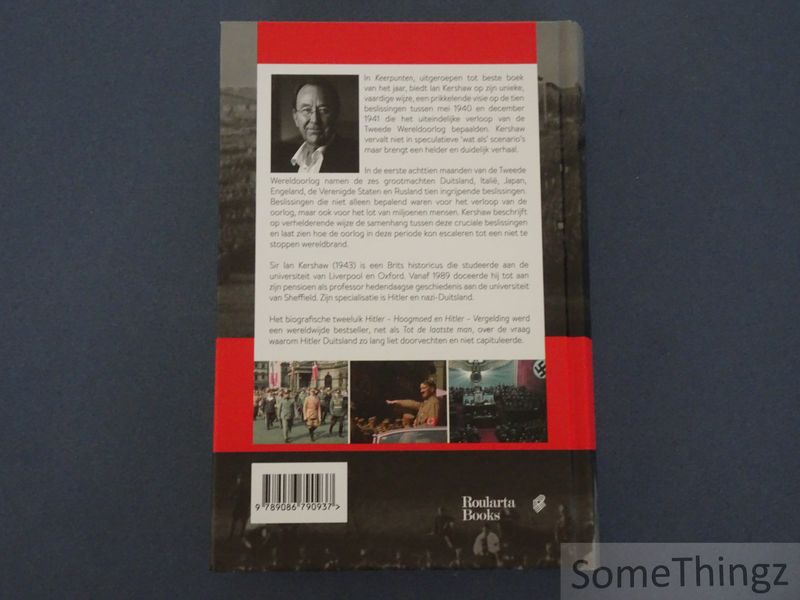 In Keerpunten, uitgeroepen tot beste boek
van het jaar, biedt Ian Kershaw op zijn unieke,
vaardige wijze, een prikkelende visie op de tien
beslissingen tussen mei 1940 en december
1941 die het uiteindelijke verloop van de
Tweede Wereldoorlog bepaalden. Kershaw
vervalt niet in speculatieve 'wat als' scenario's
maar brengt een helder en duidelijk verhaal.
In de eerste achttien maanden van de Tweede
Wereldoorlog namen de zes grootmachten Duitsland, Italië, Japan,
Engeland, de Verenigde Staten en Rusland tien ingrijpende beslissingen.
Beslissingen die niet alleen bepalend waren voor het verloop van de
oorlog, maar ook voor het lot van miljoenen mensen. Kershaw beschrijft
op verhelderende wijze de samenhang tussen deze cruciale beslissingen
en laat zien hoe de oorlog in deze periode kon escaleren tot een niet te
stoppen wereldbrand.
Sir Ian Kershaw (1943) is een Brits historicus die studeerde aan de
universiteit van Liverpool en Oxford. Vanaf 1989 doceerde hij tot aan
zijn pensioen als professor hedendaagse geschiedenis aan de universiteit
van Sheffield. Zijn specialisatie is Hitler en nazi-Duitsland.
Het biografische tweeluik Hitler – Hoogmoed en Hitler – Vergelding werd
een wereldwijde bestseller, net als Tot de laatste man, over de vraag
waarom Hitler Duitsland zo lang liet doorvechten en niet capituleerde.
9 789086 790937 >
Roularta
Books
SomeThingz